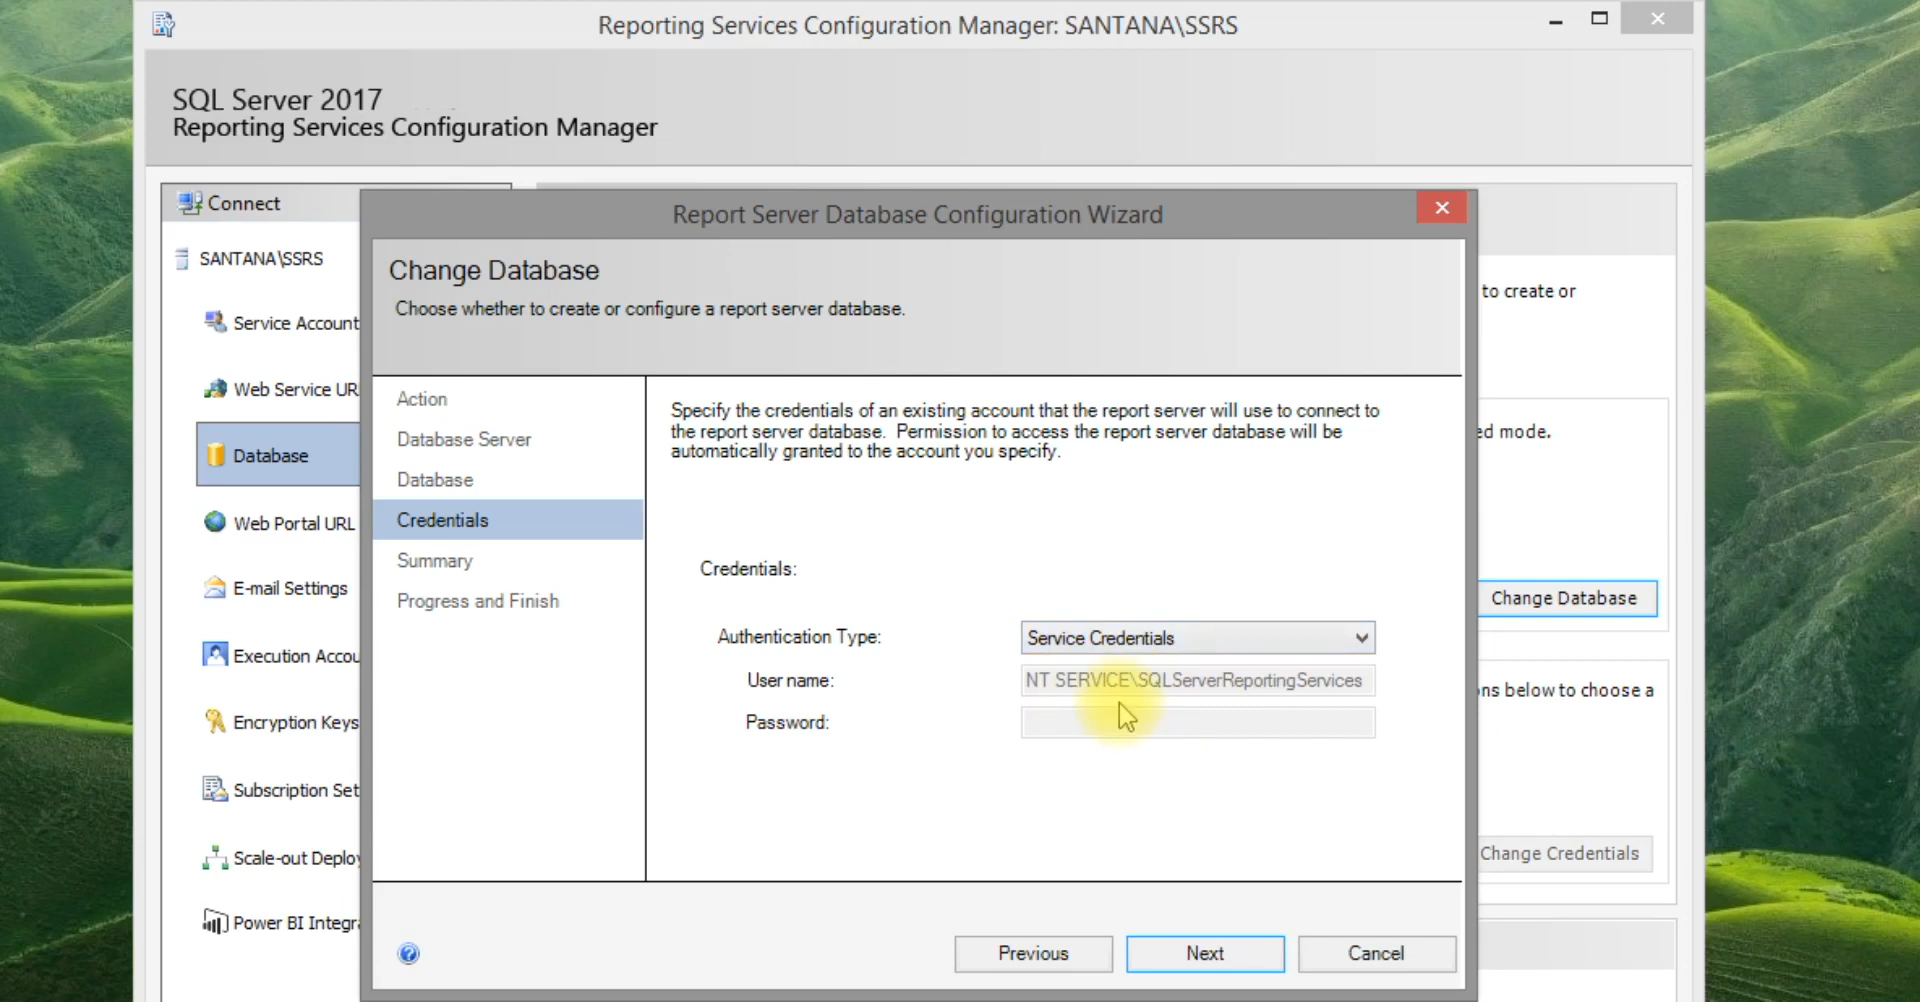 Reporting Services Configuration Manager: SANTANA\SSRS
SQL Server 2017
Reporting Services Configuration Manager
Connect
SANTANA\SSRS
Service Account
Web Service UR
Database
Web Portal URL
E-mail Settings
Execution Accou
Encryption Keys
Subscription Set
Scale-out Deploy
Power BI Integra
Report Server Database Configuration Wizard
Change Database
Choose whether to create or configure a report server database.
Action
Database Server
Database
Credentials
Summary
Progress and Finish
Specify the credentials of an existing account that the report server will use to connect to
the report server database. Permission to access the report server database will be
automatically granted to the account you specify.
Credentials:
Authentication Type:
Service Credentials
User name:
NT SERVICE\SQLServerReportingServices
Password:
Previous
Next
Cancel
to create or
ed mode.
Change Database
ns below to choose a
Change Credentials